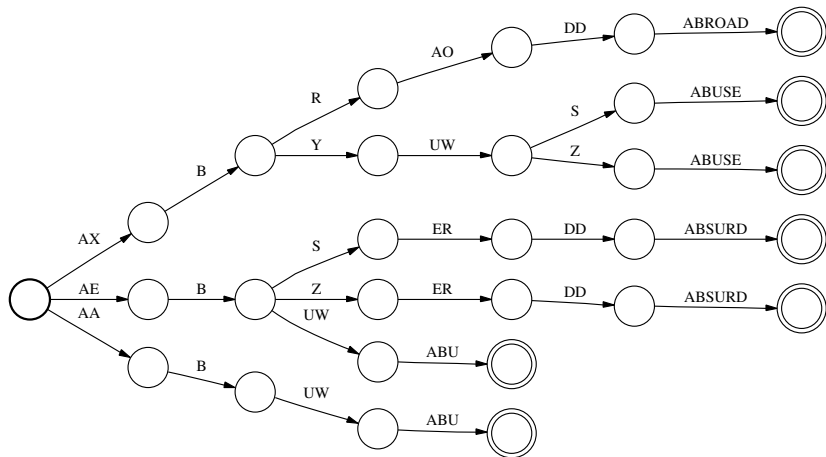 AX B R AO DD ABROAD
Y UW S ABUSE
Z ABUSE
AE B S ER DD ABSURD
Z ER DD ABSURD
UW ABU
AA B UW ABU